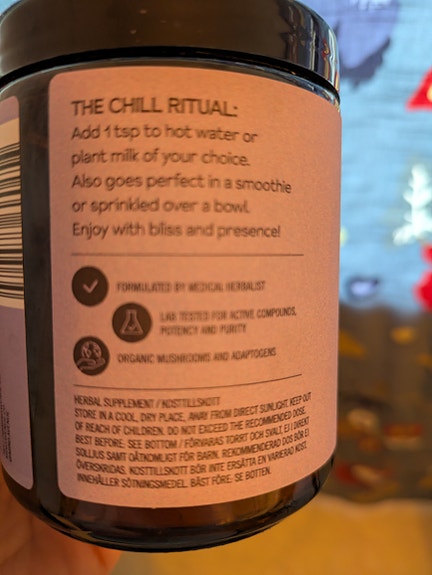 THE CHILL RITUAL:
Add 1 tsp to hot water or
plant milk of your choice.
Also goes perfect in a smoothie
or sprinkled over a bowl.
Enjoy with bliss and presence!
FORMULATED BY MEDICAL HERBALIST
LAB TESTED FOR ACTIVE COMPOUNDS,
POTENCY AND PURITY
ORGANIC MUSHROOMS AND ADAPTOGENS
HERBAL SUPPLEMENT / KOSTTILLSKOTT
STORE IN A COOL, DRY PLACE, AWAY FROM DIRECT SUNLIGHT. KEEP OUT
OF REACH OF CHILDREN. DO NOT EXCEED THE RECOMMENDED DOSE.
BEST BEFORE: SEE BOTTOM / FÖRVARAS TORRT OCH SVALT, EJ I DIREKT
SOLLJUS SAMT OÅTKOMLIGT FÖR BARN. REKOMMENDERAD DOS BÖR EJ
ÖVERSKRIDAS. KOSTTILLSKOTT BÖR INTE ERSÄTTA EN VARIERAD KOST.
INNEHÅLLER SÖTNINGSMEDEL. BÄST FÖRE: SE BOTTEN.